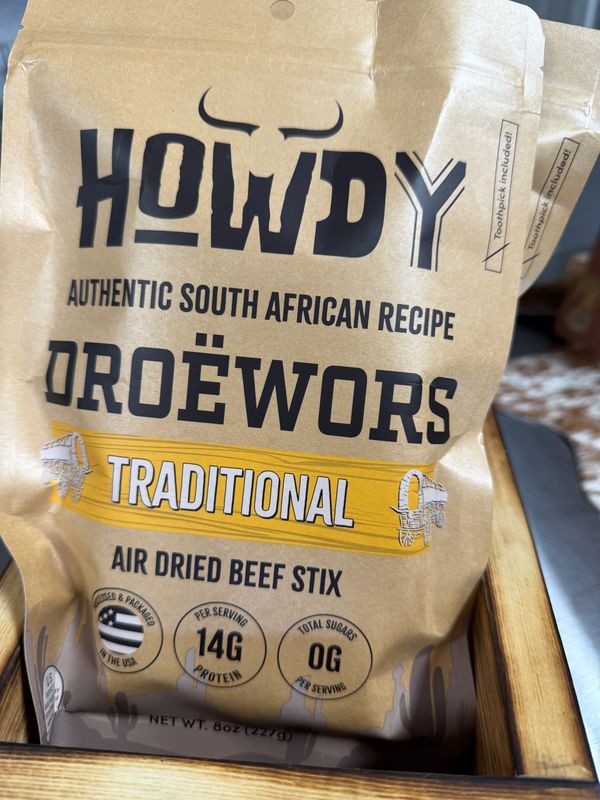 HOWDY
Toothpick included!
Toothpick included!
AUTHENTIC SOUTH AFRICAN RECIPE
DROËWORS
TRADITIONAL
AIR DRIED BEEF STIX
& PACKAGED
IN THE USA
PER SERVING
14G
PROTEIN
TOTAL SUGARS
0G
PER SERVING
NET WT. 8oz (227g)